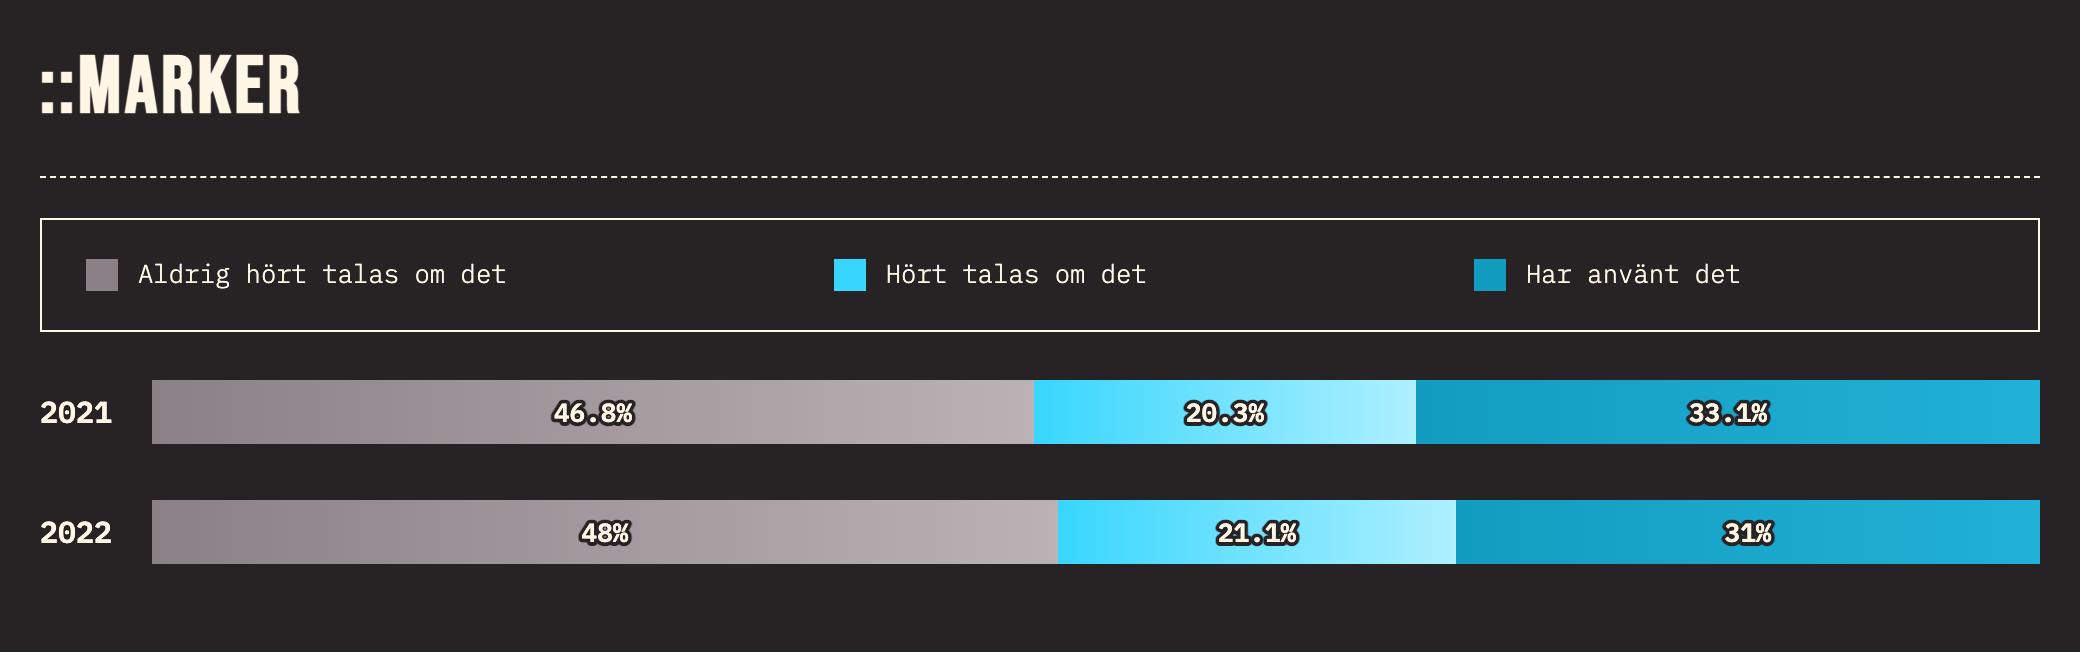 ::MARKER
Aldrig hört talas om det
Hört talas om det
Har använt det
2021 46.8% 20.3% 33.1%
2022 48% 21.1% 31%